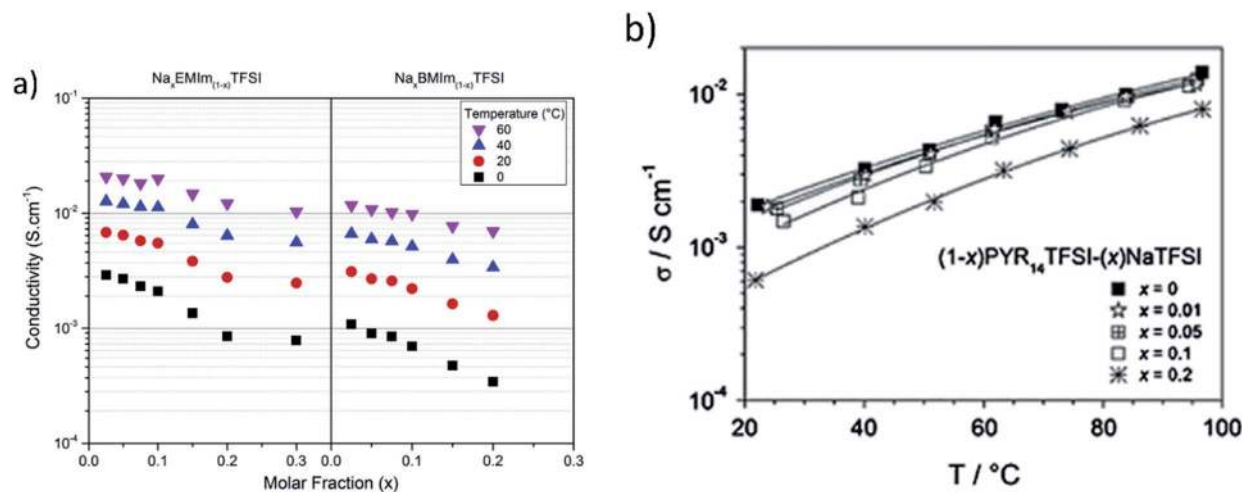 a)
NaₓEMIm₍₁₋ₓ₎TFSI
NaₓBMIm₍₁₋ₓ₎TFSI
Temperature (°C)
60
40
20
0
10⁻¹
10⁻²
10⁻³
10⁻⁴
Conductivity (S.cm⁻¹)
0.0 0.1 0.2 0.3 0.0 0.1 0.2 0.3
Molar Fraction (x)
b)
10⁻²
10⁻³
10⁻⁴
σ / S cm⁻¹
(1-x)PYR₁₄TFSI-(x)NaTFSI
x = 0
x = 0.01
x = 0.05
x = 0.1
x = 0.2
20 40 60 80 100
T / °C